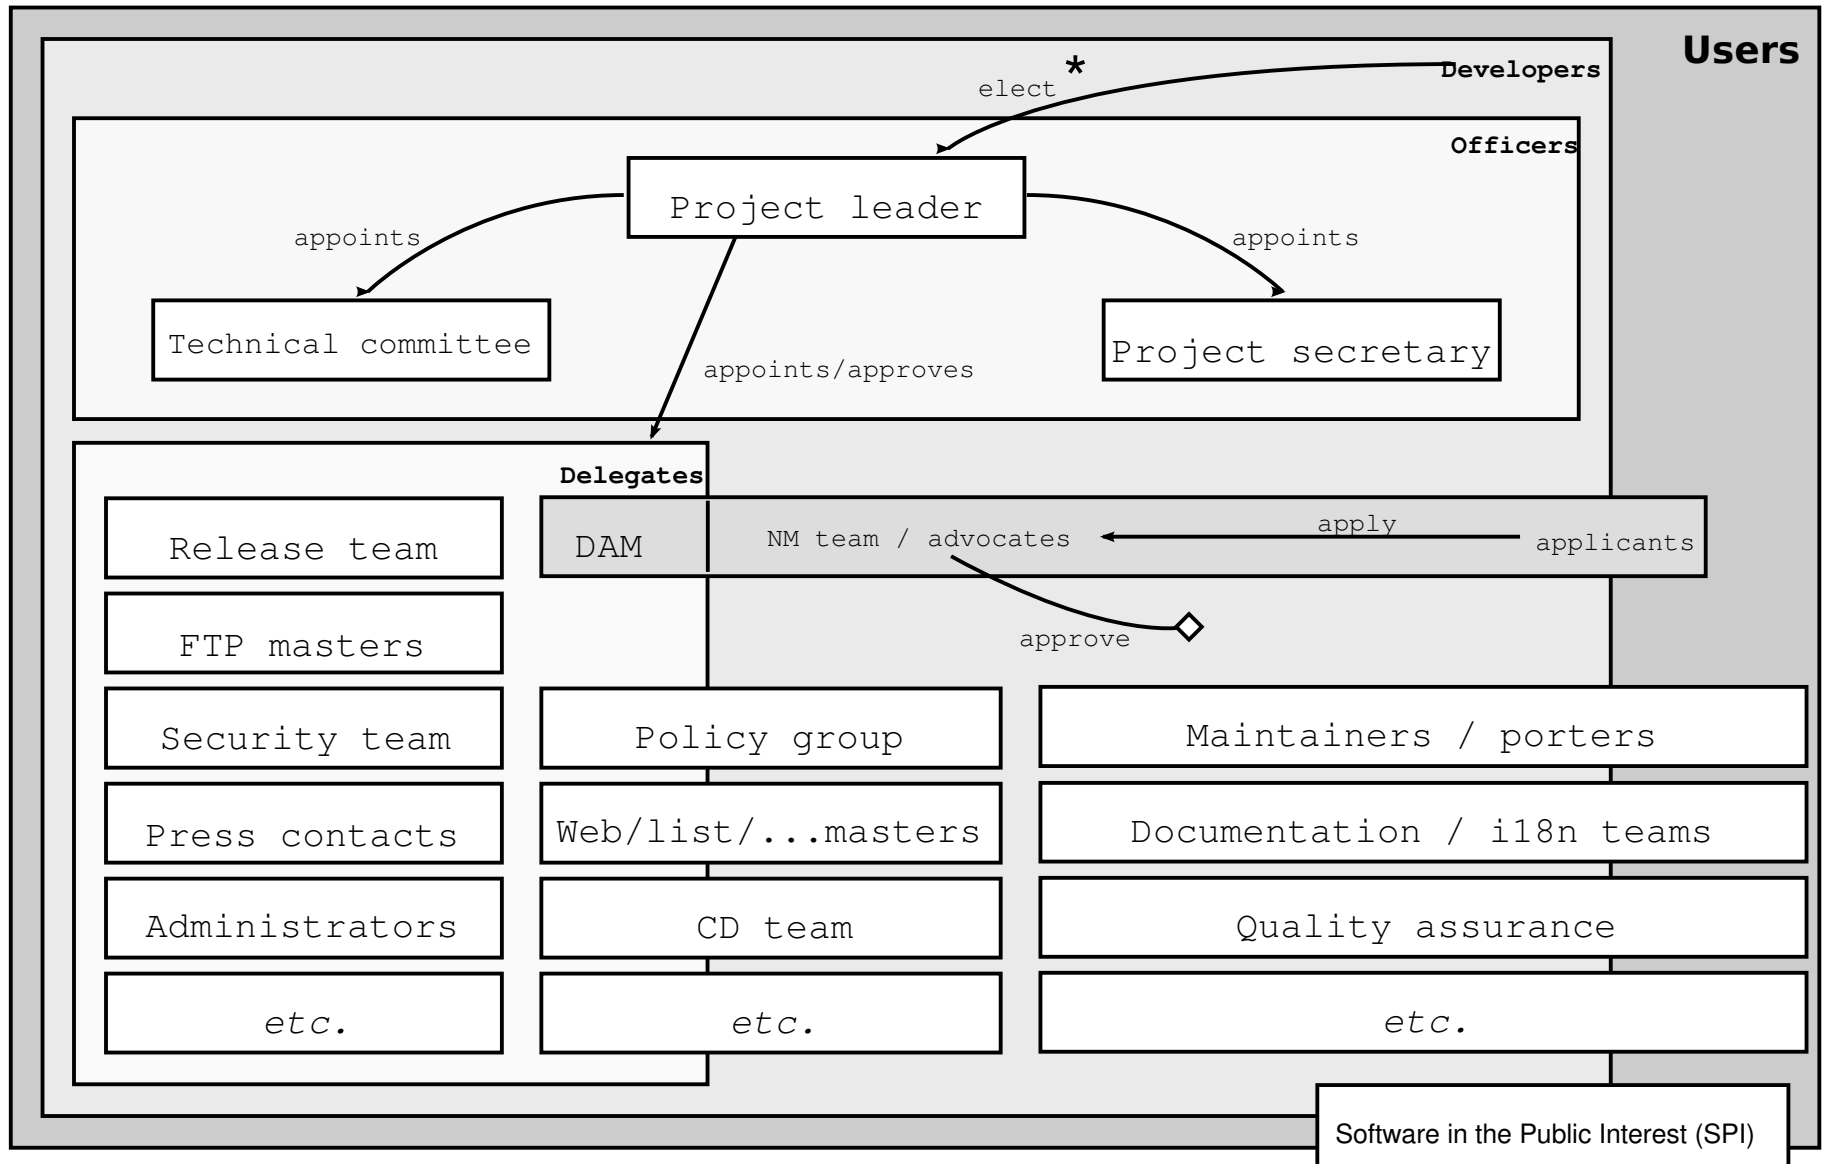 Users
Developers
elect *
Officers
Project leader
appoints
appoints
Technical committee
Project secretary
appoints/approves
Delegates
Release team
DAM
NM team / advocates
apply
applicants
FTP masters
approve
Security team
Policy group
Maintainers / porters
Press contacts
Web/list/...masters
Documentation / i18n teams
Administrators
CD team
Quality assurance
etc.
etc.
etc.
Software in the Public Interest (SPI)